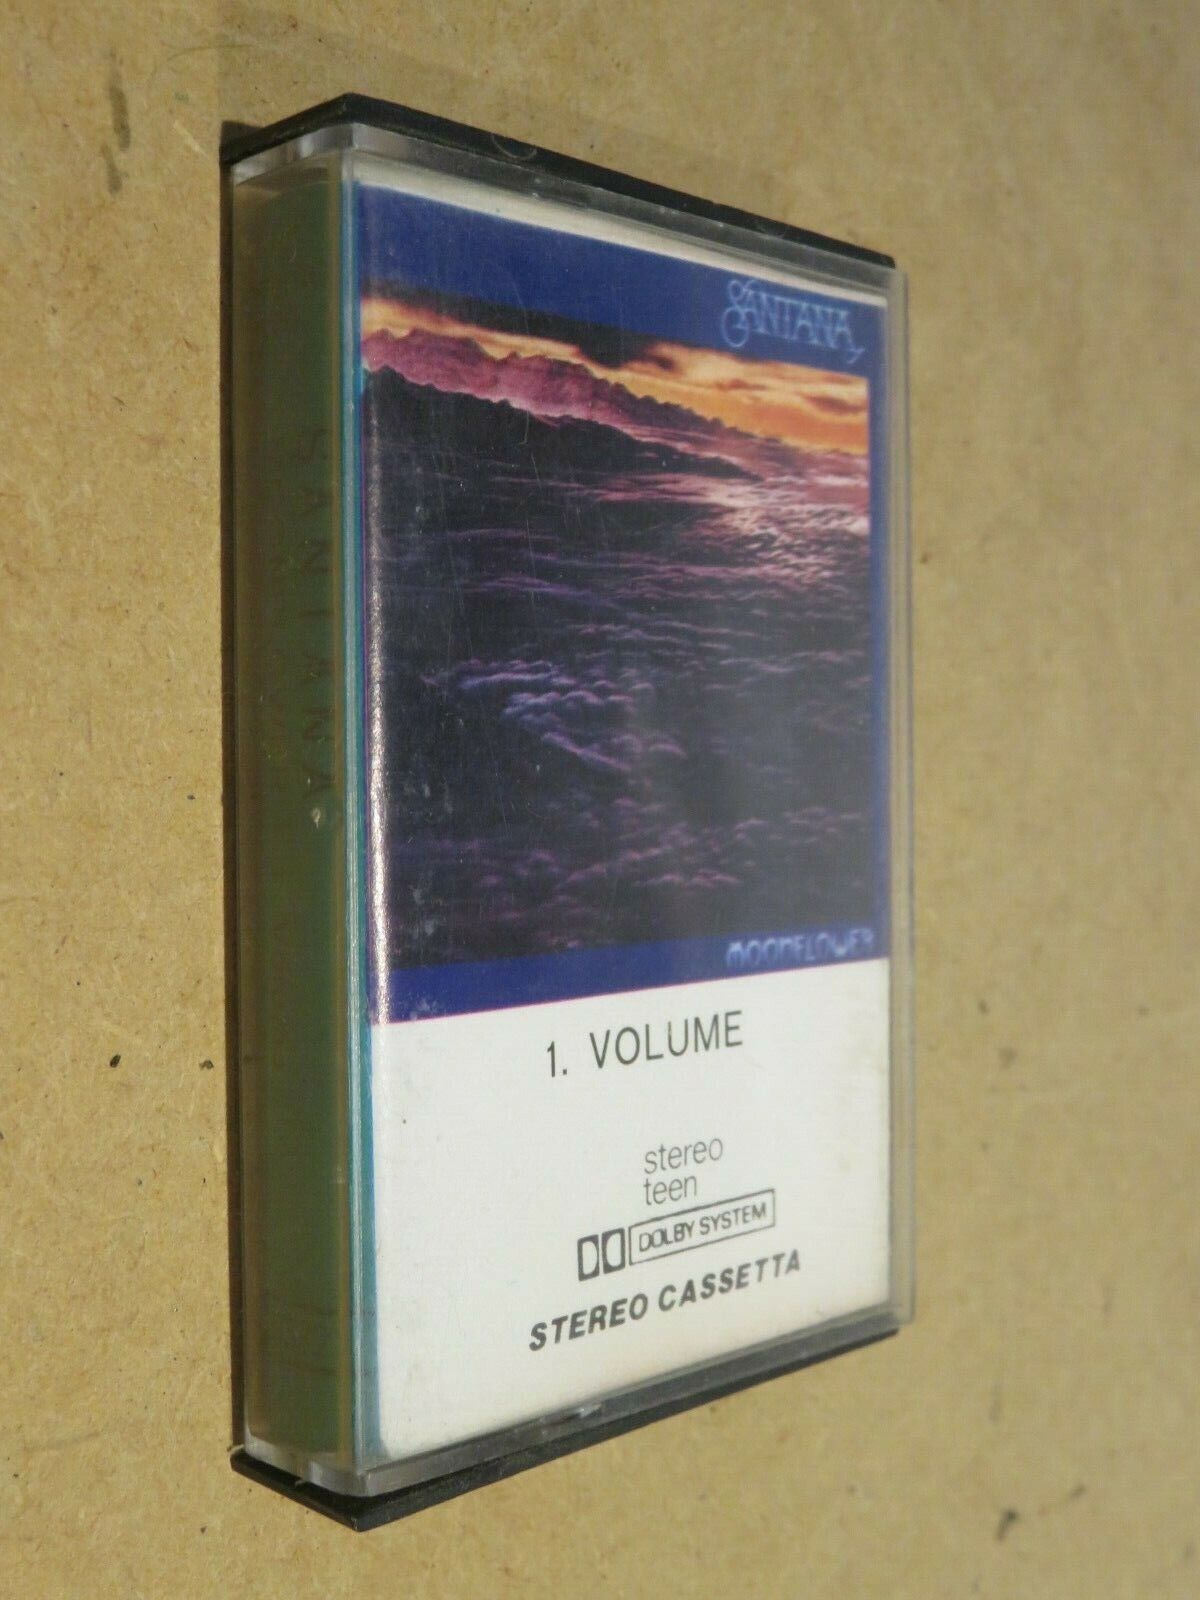 SANTANA
MOONFLOWER
1. VOLUME
stereo
teen
DOLBY SYSTEM
STEREO CASSETTA
SANTANA